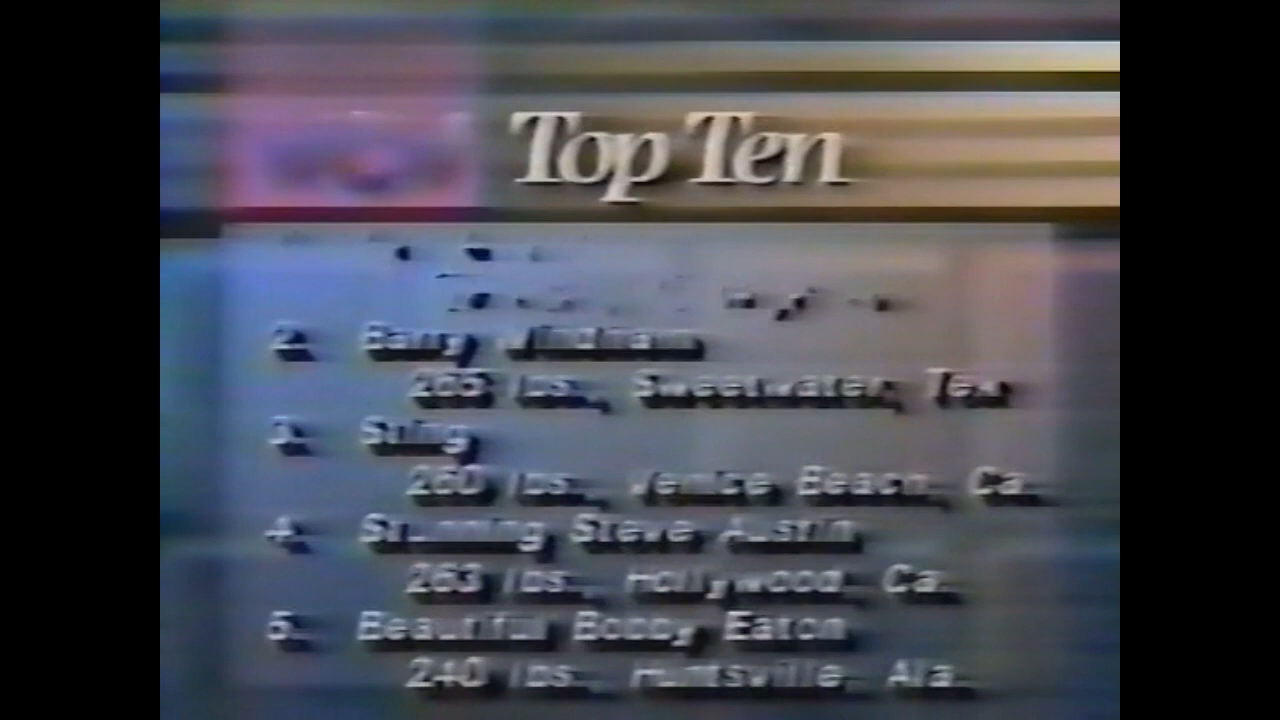 Top Ten
2. Barry Windham
265 lbs., Sweetwater, Tex
3. Sting
260 lbs., Venice Beach, Ca.
4. Stunning Steve Austin
263 lbs., Hollywood, Ca.
5. Beautiful Bobby Eaton
240 lbs., Huntsville, Ala.